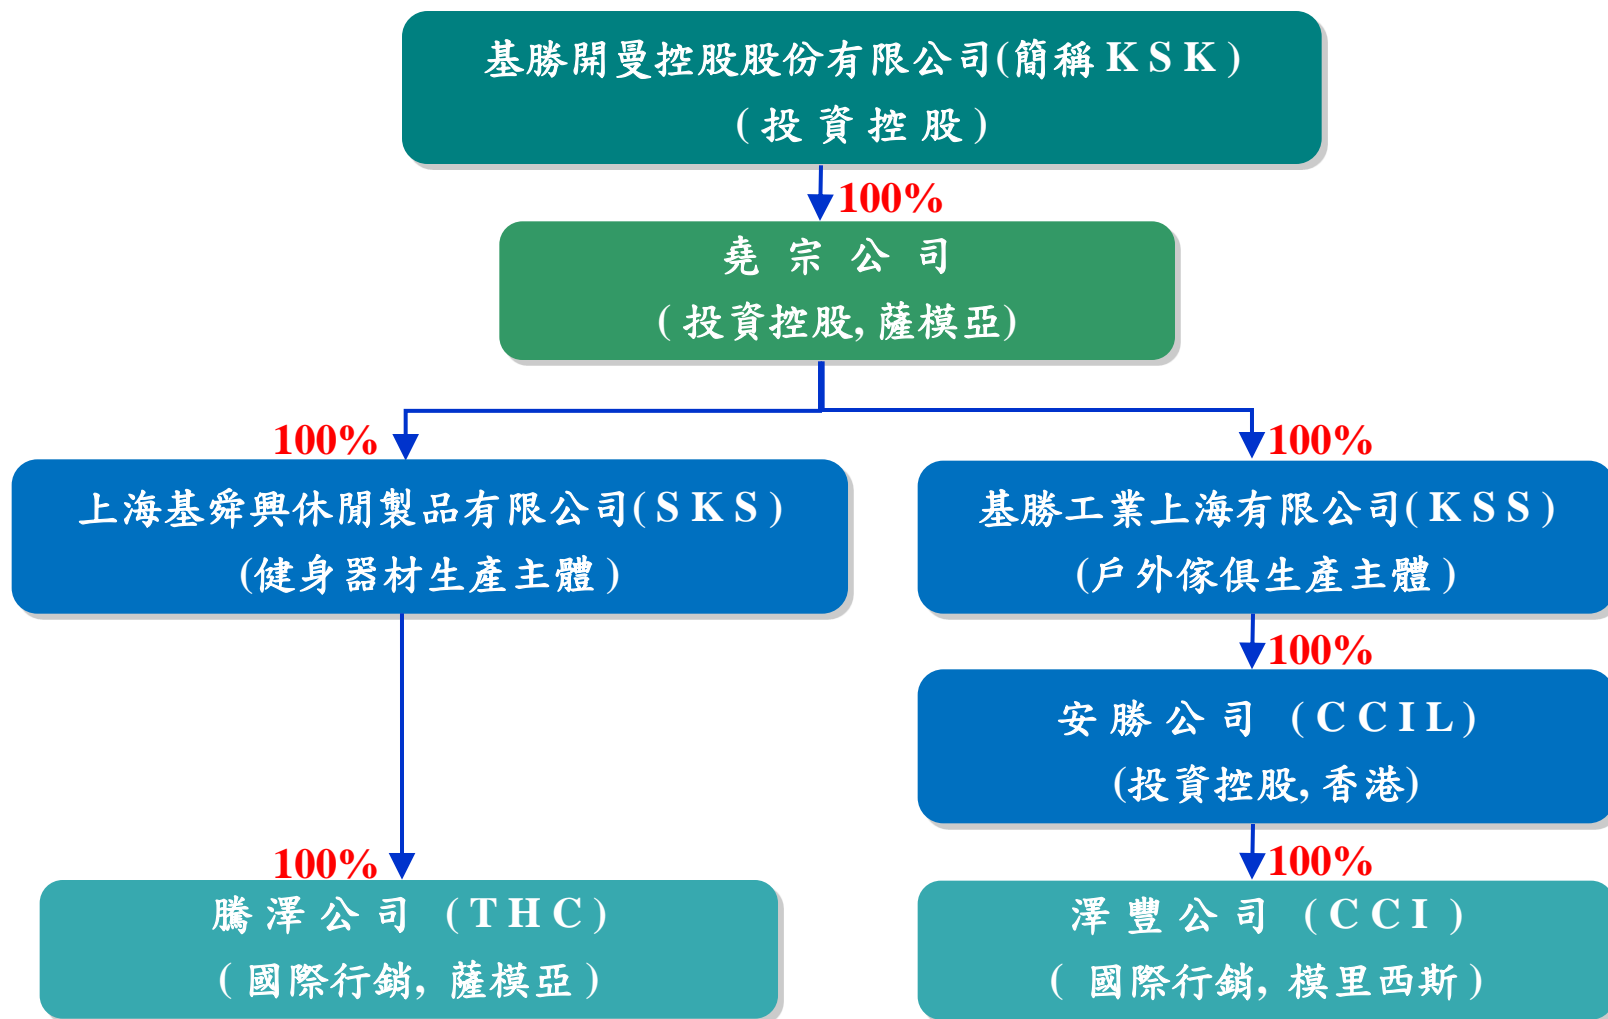 基勝開曼控股股份有限公司(簡稱KSK)
(投資控股)
100%
堯宗公司
(投資控股,薩模亞)
100%
100%
上海基舜興休閒製品有限公司(SKS)
(健身器材生產主體)
基勝工業上海有限公司(KSS)
(戶外傢俱生產主體)
100%
安勝公司 (CCIL)
(投資控股,香港)
100%
100%
騰澤公司 (THC)
(國際行銷, 薩模亞)
澤豐公司 (CCI)
(國際行銷, 模里西斯)